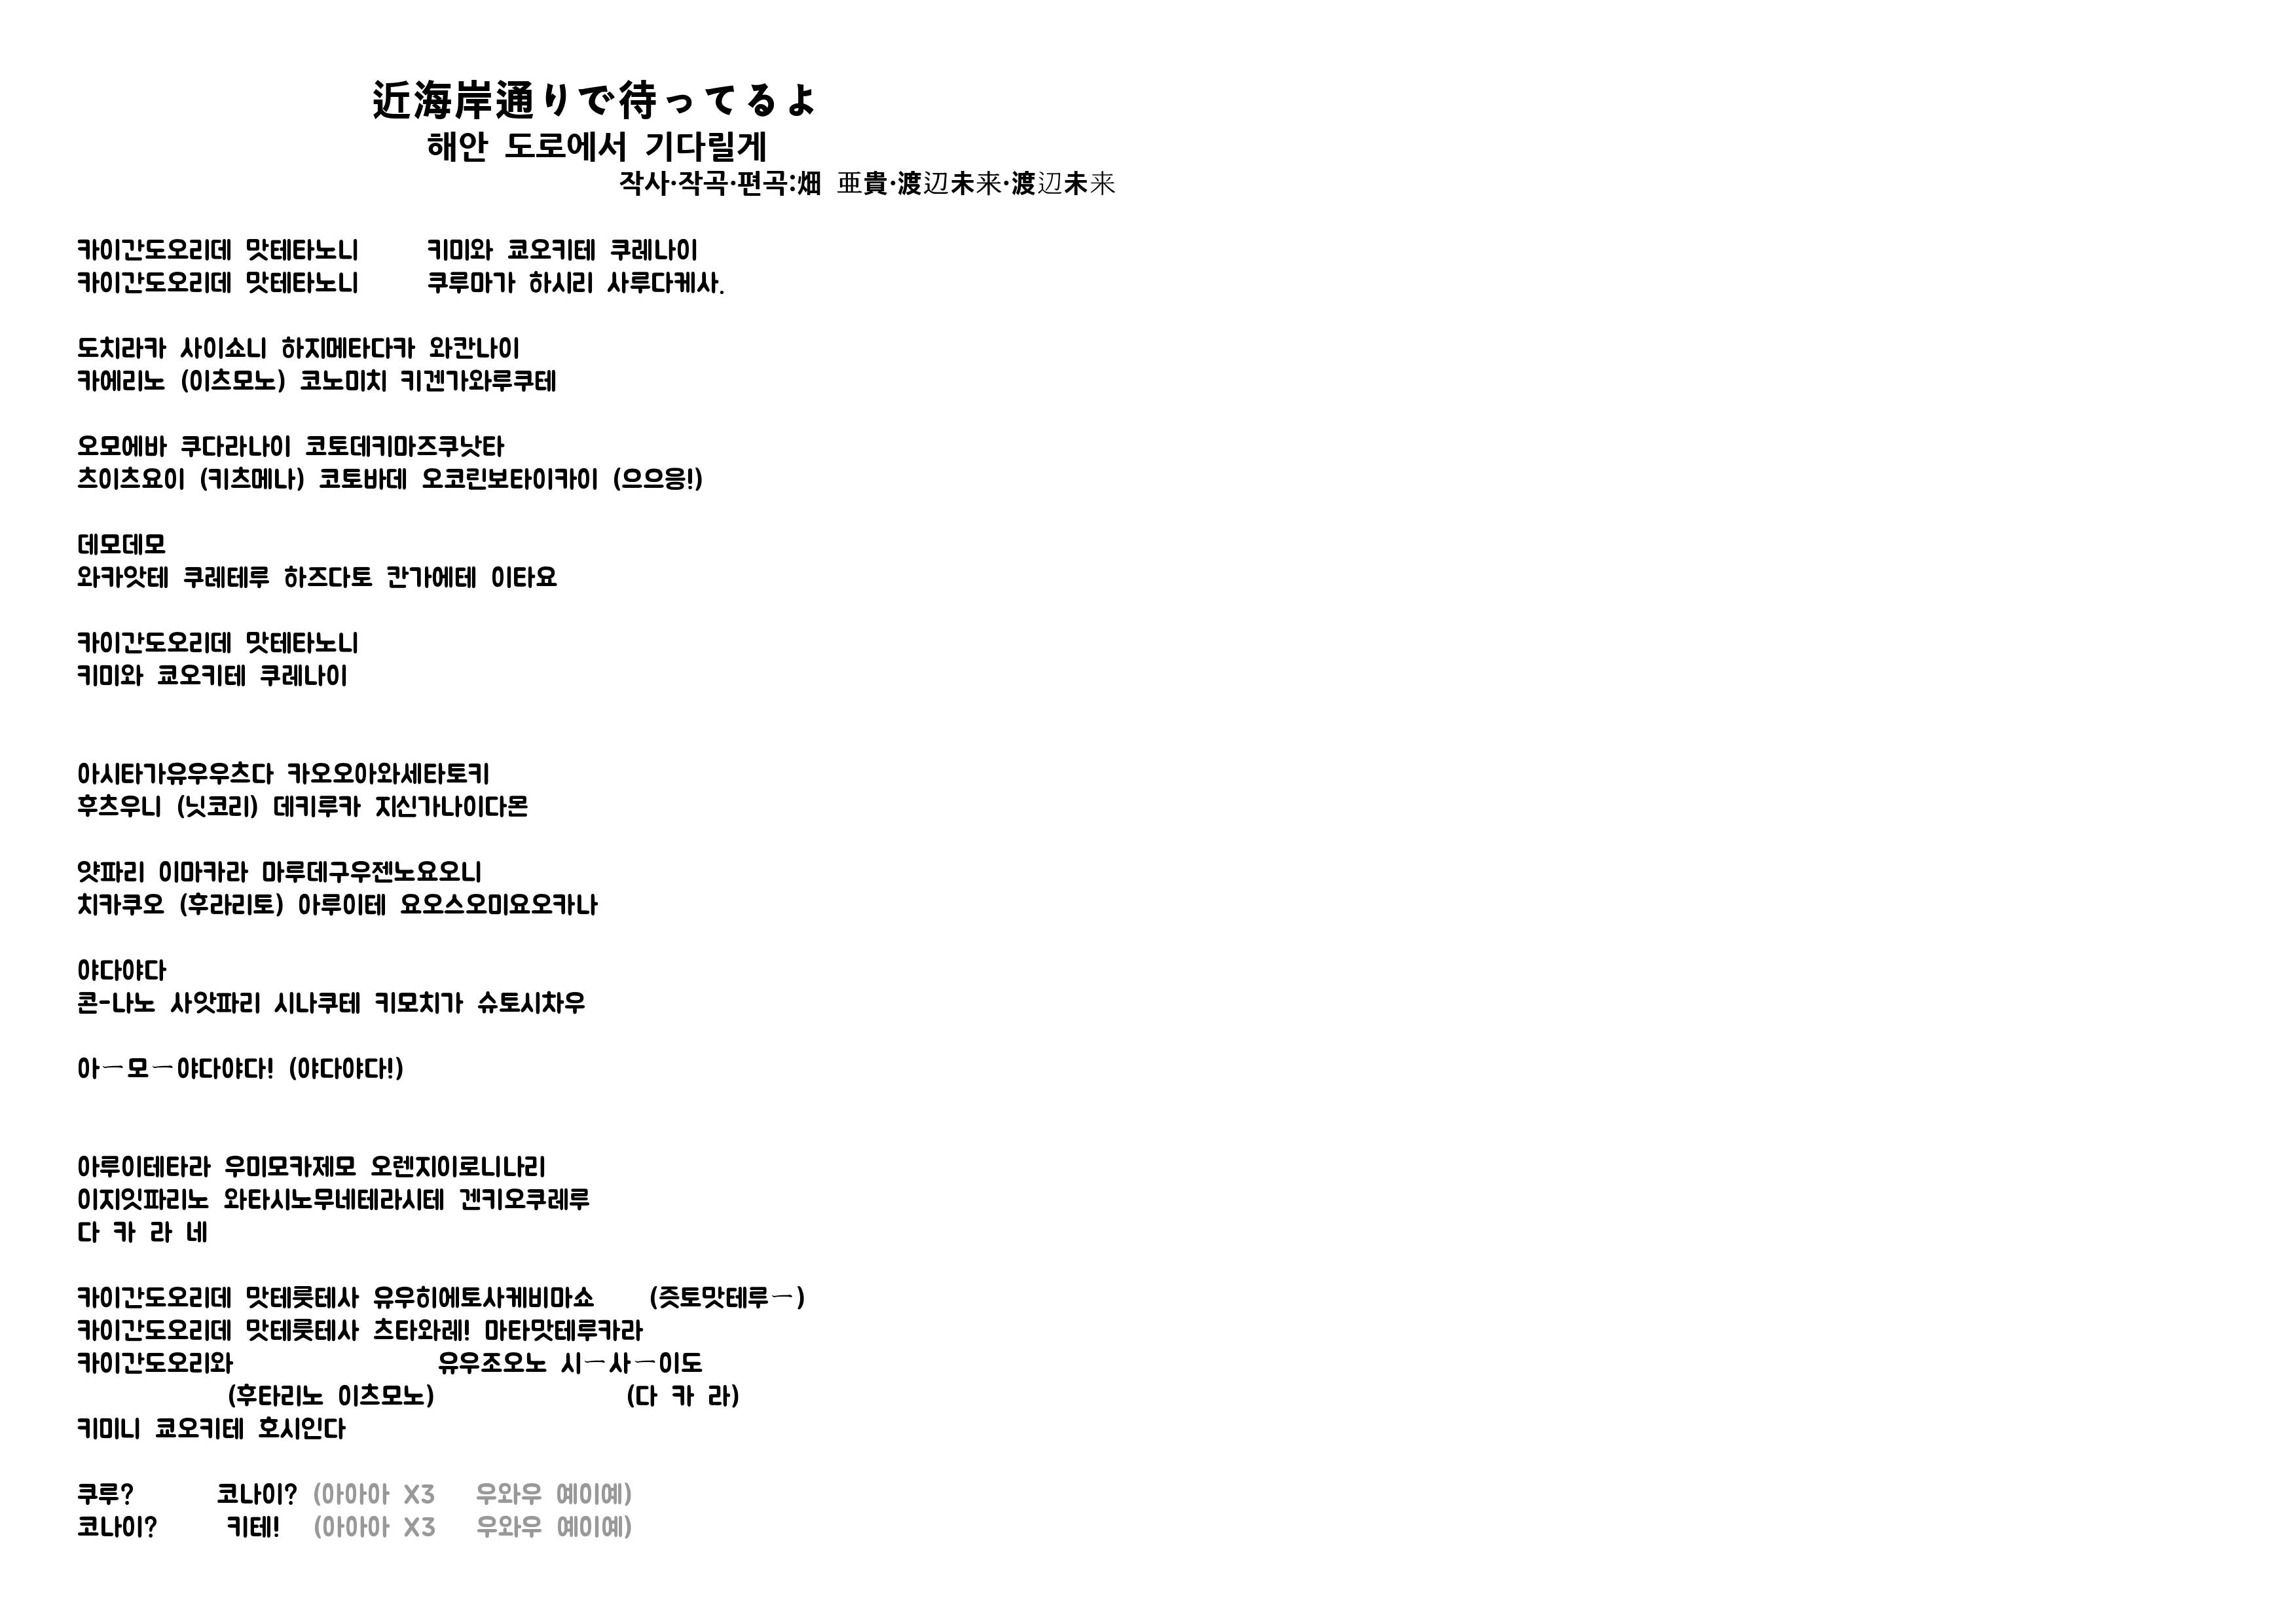 近海岸通りで待ってるよ
해안 도로에서 기다릴게
작사·작곡·편곡:畑 亜貴·渡辺未来·渡辺未来
카이간도오리데 맛테타노니 키미와 쿄오키테 쿠레나이
카이간도오리데 맛테타노니 쿠루마가 하시리 사루다케사.
도치라카 사이쇼니 하지메타다카 와칸나이
카에리노 (이츠모노) 코노미치 키겐가와루쿠테
오모에바 쿠다라나이 코토데키마즈쿠낫타
츠이츠요이 (키츠메나) 코토바데 오코린보타이카이 (으으응!)
데모데모
와카앗테 쿠레테루 하즈다토 칸가에테 이타요
카이간도오리데 맛테타노니
키미와 쿄오키테 쿠레나이
아시타가유우우츠다 카오오아와세타토키
후츠우니 (닛코리) 데키루카 지신가나이다몬
얏파리 이마카라 마루데구우젠노요오니
치카쿠오 (후라리토) 아루이테 요오스오미요오카나
야다야다
콘-나노 사앗파리 시나쿠테 키모치가 슈토시차우
아ー모ー야다야다! (야다야다!)
아루이테타라 우미모카제모 오렌지이로니나리
이지잇파리노 와타시노무네테라시테 겐키오쿠레루
다 카 라 네
카이간도오리데 맛테룻테사 유우히에토사케비마쇼 (즛토맛테루ー)
카이간도오리데 맛테룻테사 츠타와레! 마타맛테루카라
카이간도오리와 유우조오노 시ー사ー이도
(후타리노 이츠모노) (다 카 라)
키미니 쿄오키테 호시인다
쿠루? 코나이? (아아아 X3 우와우 예이예)
코나이? 키테! (아아아 X3 우와우 예이예)